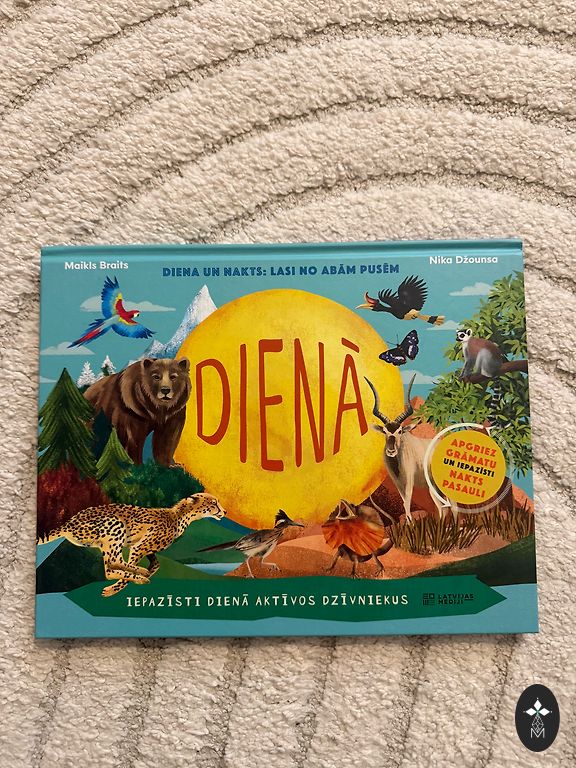 Maikls Braits
DIENA UN NAKTS: LASI NO ABĀM PUSĒM
Nika Džounsa
DIENĀ
APGRIEZ
GRĀMATU
UN IEPAZĪSTI
NAKTS
PASAULI
IEPAZĪSTI DIENĀ AKTĪVOS DZĪVNIEKUS
LATVIJAS
MEDIJI
M